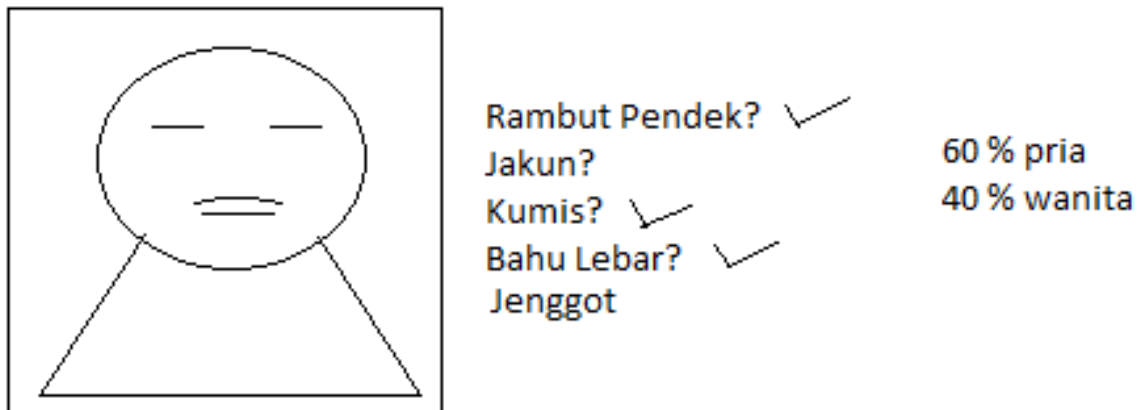 Rambut Pendek?
Jakun?
Kumis?
Bahu Lebar?
Jenggot
60 % pria
40 % wanita